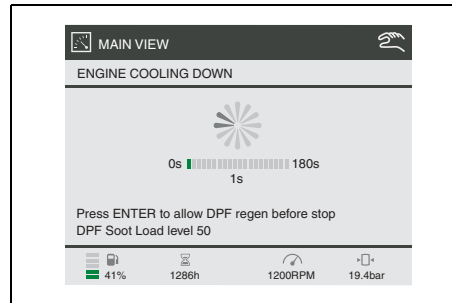 MAIN VIEW
ENGINE COOLING DOWN
0s 180s
1s
Press ENTER to allow DPF regen before stop
DPF Soot Load level 50
41% 1286h 1200RPM 19.4bar